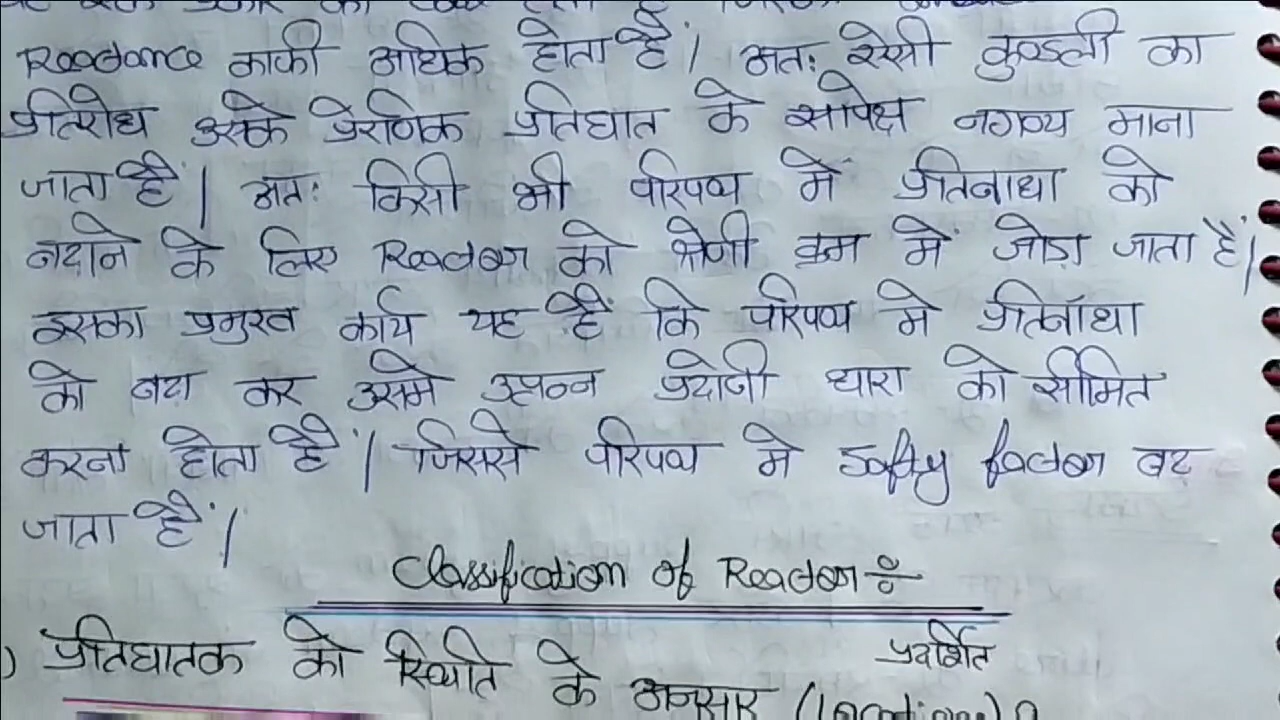 Reactance काफी अधिक होता है। अतः ऐसी कुण्डली का
प्रतिरोध उसके प्रेरणिक प्रतिघात के सापेक्ष नगण्य माना
जाता है। अतः किसी भी परिपथ में प्रतिबाधा को
बढाने के लिए Reactor को श्रेणी क्रम में जोड़ा जाता है।
इसका प्रमुख कार्य यह है कि परिपथ मे प्रतिबांधा
को बढा कर उसमे उत्पन्न प्रदोषी धारा को सीमित
करना होता है। जिससे परिपथ मे Safty factor बढ
जाता है।
Classification of Reactor ÷
प्रदर्शित
) प्रतिघातक को स्थिति के अनुसार